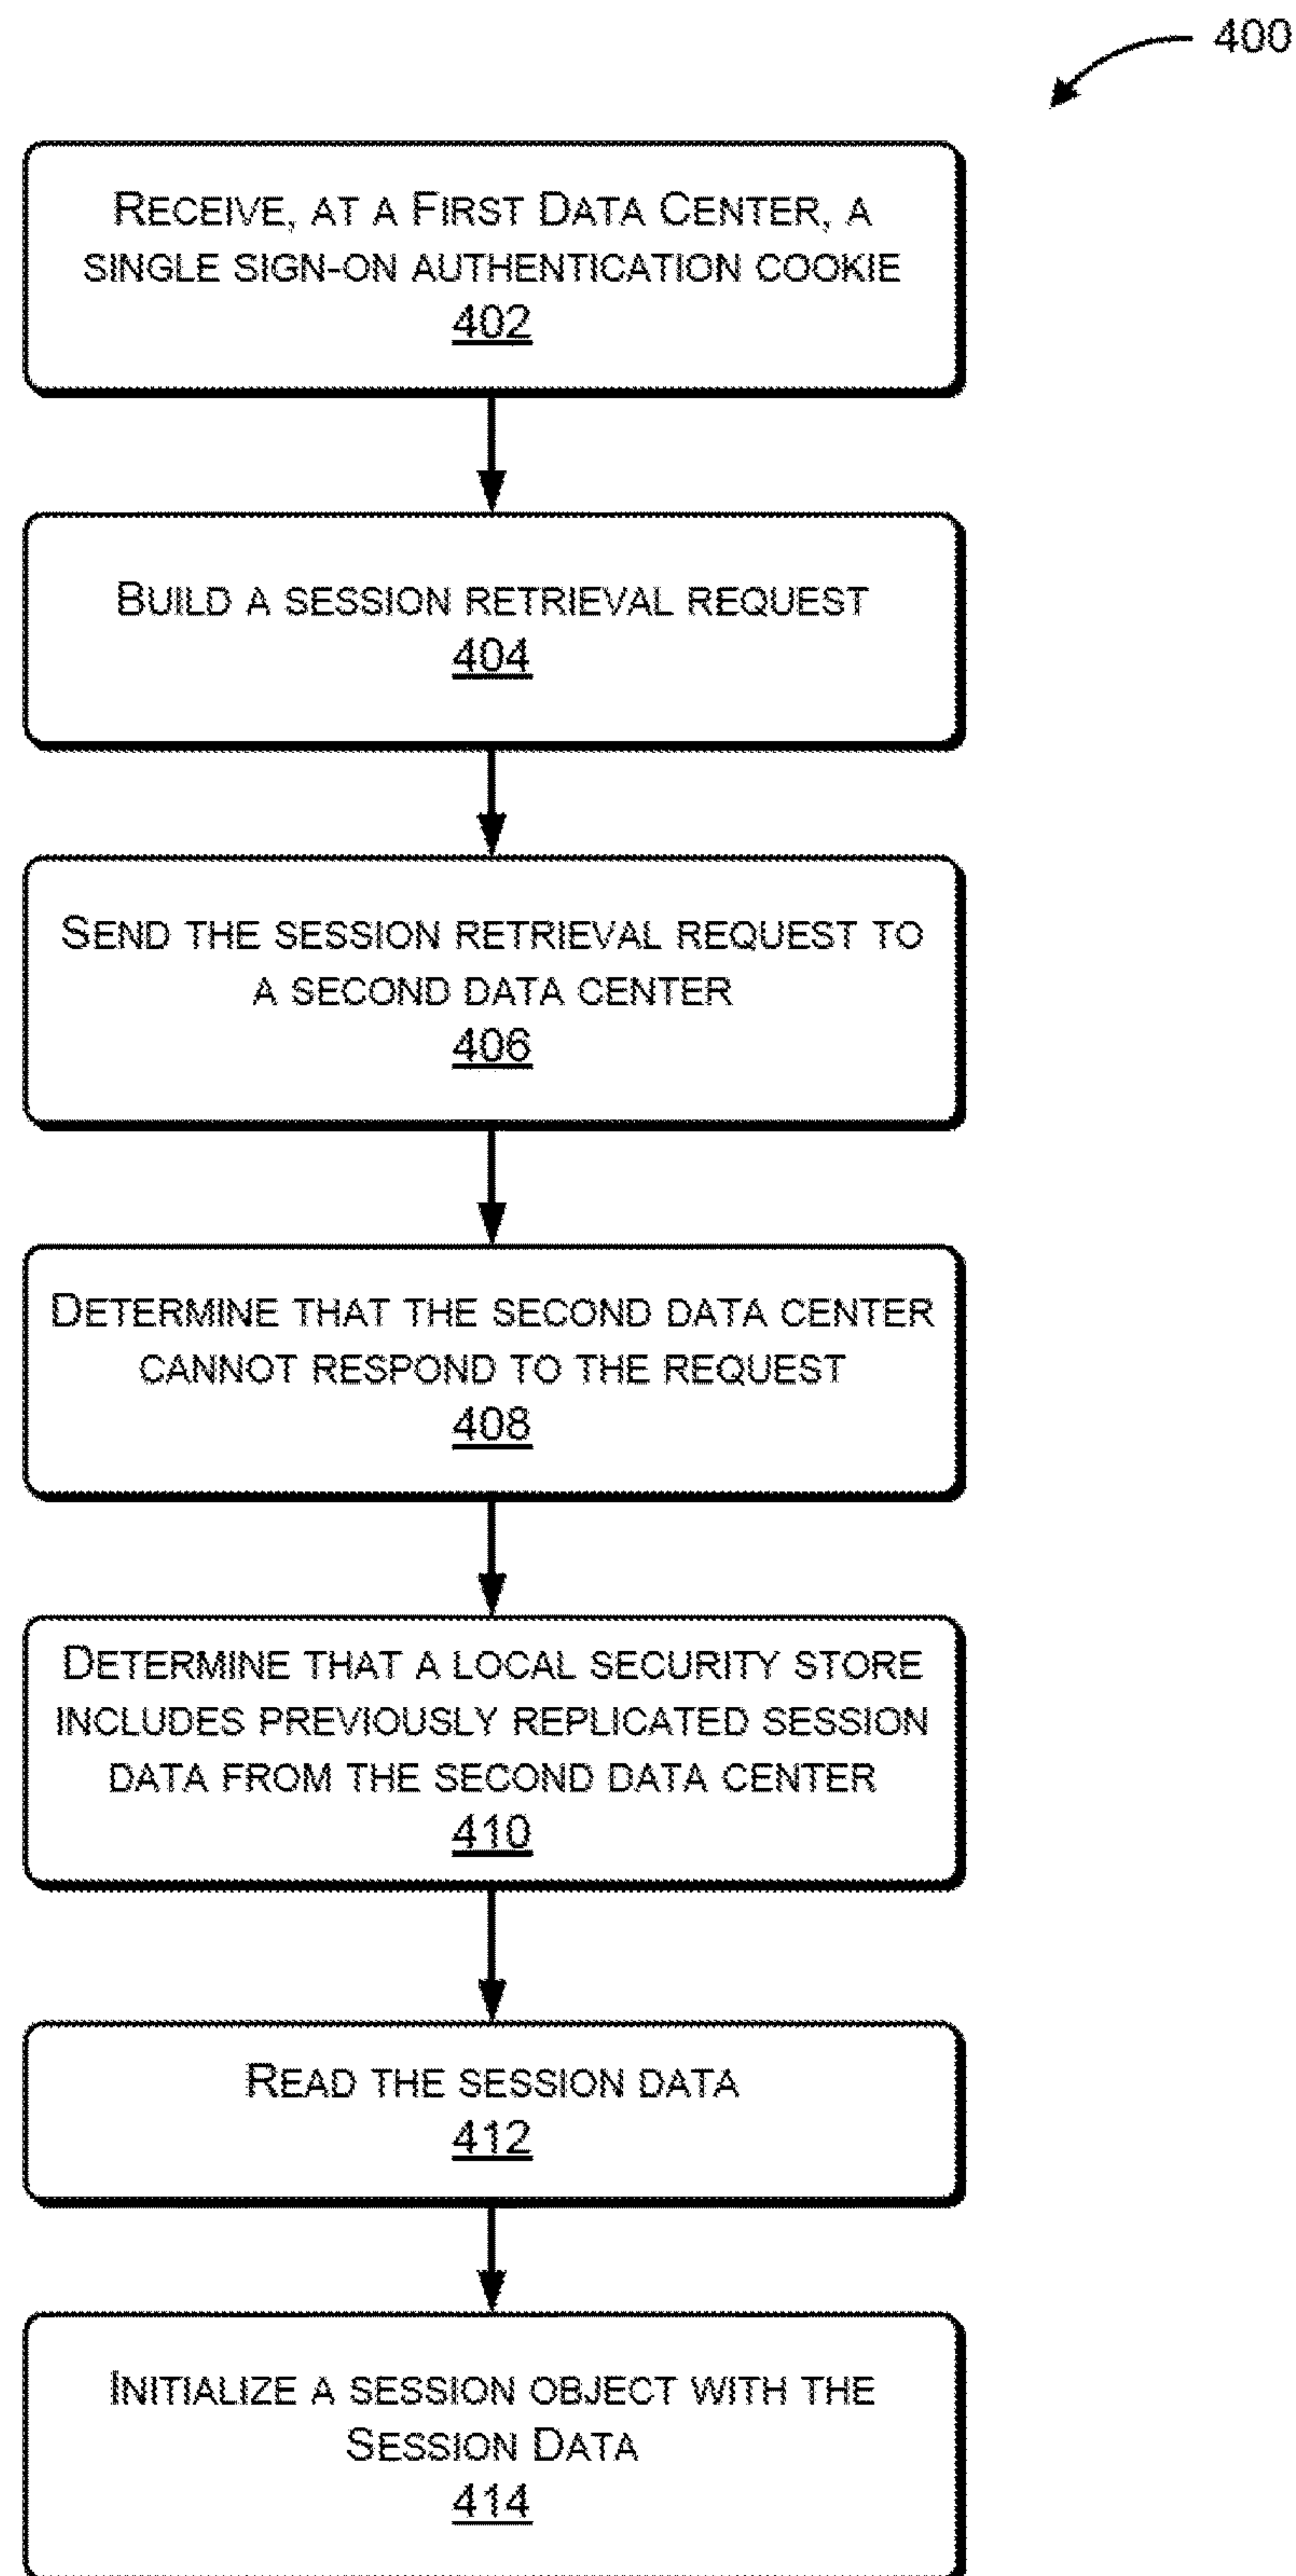 400
Receive, at a First Data Center, a
single sign-on authentication cookie
402
Build a session retrieval request
404
Send the session retrieval request to
a second data center
406
Determine that the second data center
cannot respond to the request
408
Determine that a local security store
includes previously replicated session
data from the second data center
410
Read the session data
412
Initialize a session object with the
Session Data
414